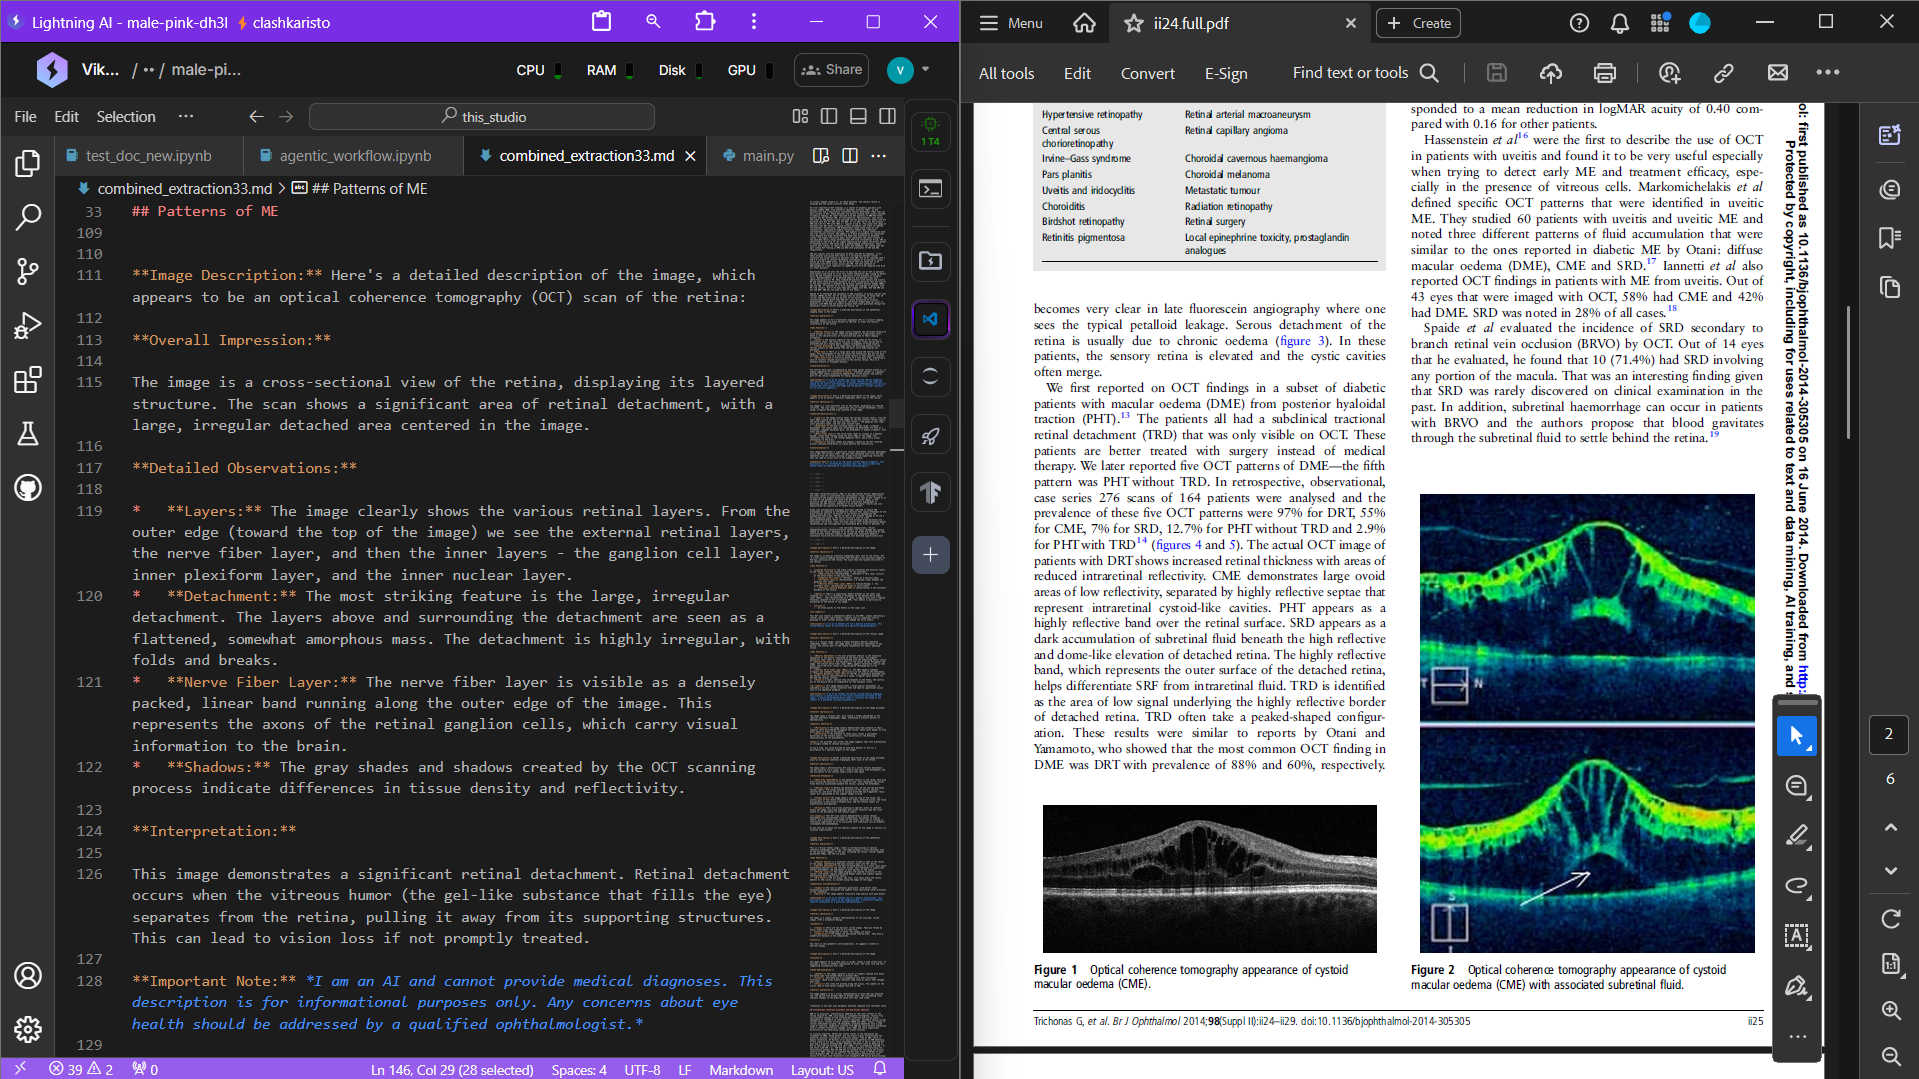 Lightning AI - male-pink-dh3l ⚡ clashkaristo
Vik... / ·· / male-pi...
CPU RAM Disk GPU Share V
File Edit Selection ···
this_studio
test_doc_new.ipynb
agentic_workflow.ipynb
combined_extraction33.md
main.py
combined_extraction33.md > ## Patterns of ME
33 ## Patterns of ME
109
110
111 **Image Description:** Here's a detailed description of the image, which
appears to be an optical coherence tomography (OCT) scan of the retina:
112
113 **Overall Impression:**
114
115 The image is a cross-sectional view of the retina, displaying its layered
structure. The scan shows a significant area of retinal detachment, with a
large, irregular detached area centered in the image.
116
117 **Detailed Observations:**
118
119 * **Layers:** The image clearly shows the various retinal layers. From the
outer edge (toward the top of the image) we see the external retinal layers,
the nerve fiber layer, and then the inner layers - the ganglion cell layer,
inner plexiform layer, and the inner nuclear layer.
120 * **Detachment:** The most striking feature is the large, irregular
detachment. The layers above and surrounding the detachment are seen as a
flattened, somewhat amorphous mass. The detachment is highly irregular, with
folds and breaks.
121 * **Nerve Fiber Layer:** The nerve fiber layer is visible as a densely
packed, linear band running along the outer edge of the image. This
represents the axons of the retinal ganglion cells, which carry visual
information to the brain.
122 * **Shadows:** The gray shades and shadows created by the OCT scanning
process indicate differences in tissue density and reflectivity.
123
124 **Interpretation:**
125
126 This image demonstrates a significant retinal detachment. Retinal detachment
occurs when the vitreous humor (the gel-like substance that fills the eye)
separates from the retina, pulling it away from its supporting structures.
This can lead to vision loss if not promptly treated.
127
128 **Important Note:** *I am an AI and cannot provide medical diagnoses. This
description is for informational purposes only. Any concerns about eye
health should be addressed by a qualified ophthalmologist.*
129
1 T4
39 2 0
Ln 146, Col 29 (28 selected) Spaces: 4 UTF-8 LF Markdown Layout: US
Menu
ii24.full.pdf
Create
All tools Edit Convert E-Sign
Find text or tools
Hypertensive retinopathy Retinal arterial macroaneurysm
Central serous Retinal capillary angioma
chorioretinopathy
Irvine–Gass syndrome Choroidal cavernous haemangioma
Pars planitis Choroidal melanoma
Uveitis and iridocyclitis Metastatic tumour
Choroiditis Radiation retinopathy
Birdshot retinopathy Retinal surgery
Retinitis pigmentosa Local epinephrine toxicity, prostaglandin
analogues
becomes very clear in late fluorescein angiography where one
sees the typical petalloid leakage. Serous detachment of the
retina is usually due to chronic oedema (figure 3). In these
patients, the sensory retina is elevated and the cystic cavities
often merge.
We first reported on OCT findings in a subset of diabetic
patients with macular oedema (DME) from posterior hyaloidal
traction (PHT).13 The patients all had a subclinical tractional
retinal detachment (TRD) that was only visible on OCT. These
patients are better treated with surgery instead of medical
therapy. We later reported five OCT patterns of DME—the fifth
pattern was PHT without TRD. In retrospective, observational,
case series 276 scans of 164 patients were analysed and the
prevalence of these five OCT patterns were 97% for DRT, 55%
for CME, 7% for SRD, 12.7% for PHT without TRD and 2.9%
for PHT with TRD14 (figures 4 and 5). The actual OCT image of
patients with DRT shows increased retinal thickness with areas of
reduced intraretinal reflectivity. CME demonstrates large ovoid
areas of low reflectivity, separated by highly reflective septae that
represent intraretinal cystoid-like cavities. PHT appears as a
highly reflective band over the retinal surface. SRD appears as a
dark accumulation of subretinal fluid beneath the high reflective
and dome-like elevation of detached retina. The highly reflective
band, which represents the outer surface of the detached retina,
helps differentiate SRF from intraretinal fluid. TRD is identified
as the area of low signal underlying the highly reflective border
of detached retina. TRD often take a peaked-shaped configur-
ation. These results were similar to reports by Otani and
Yamamoto, who showed that the most common OCT finding in
DME was DRT with prevalence of 88% and 60%, respectively.
Figure 1 Optical coherence tomography appearance of cystoid
macular oedema (CME).
sponded to a mean reduction in logMAR acuity of 0.40 com-
pared with 0.16 for other patients.
Hassenstein et al16 were the first to describe the use of OCT
in patients with uveitis and found it to be very useful especially
when trying to detect early ME and treatment efficacy, espe-
cially in the presence of vitreous cells. Markomichelakis et al
defined specific OCT patterns that were identified in uveitic
ME. They studied 60 patients with uveitis and uveitic ME and
noted three different patterns of fluid accumulation that were
similar to the ones reported in diabetic ME by Otani: diffuse
macular oedema (DME), CME and SRD.17 Iannetti et al also
reported OCT findings in patients with ME from uveitis. Out of
43 eyes that were imaged with OCT, 58% had CME and 42%
had DME. SRD was noted in 28% of all cases.18
Spaide et al evaluated the incidence of SRD secondary to
branch retinal vein occlusion (BRVO) by OCT. Out of 14 eyes
that he evaluated, he found that 10 (71.4%) had SRD involving
any portion of the macula. That was an interesting finding given
that SRD was rarely discovered on clinical examination in the
past. In addition, subretinal haemorrhage can occur in patients
with BRVO and the authors propose that blood gravitates
through the subretinal fluid to settle behind the retina.19
T N
S
I
Figure 2 Optical coherence tomography appearance of cystoid
macular oedema (CME) with associated subretinal fluid.
Trichonas G, et al. Br J Ophthalmol 2014;98(Suppl II):ii24–ii29. doi:10.1136/bjophthalmol-2014-305305 ii25
ol: first published as 10.1136/bjophthalmol-2014-305305 on 16 June 2014. Downloaded from http:
Protected by copyright, including for uses related to text and data mining, AI training, and s
2
6